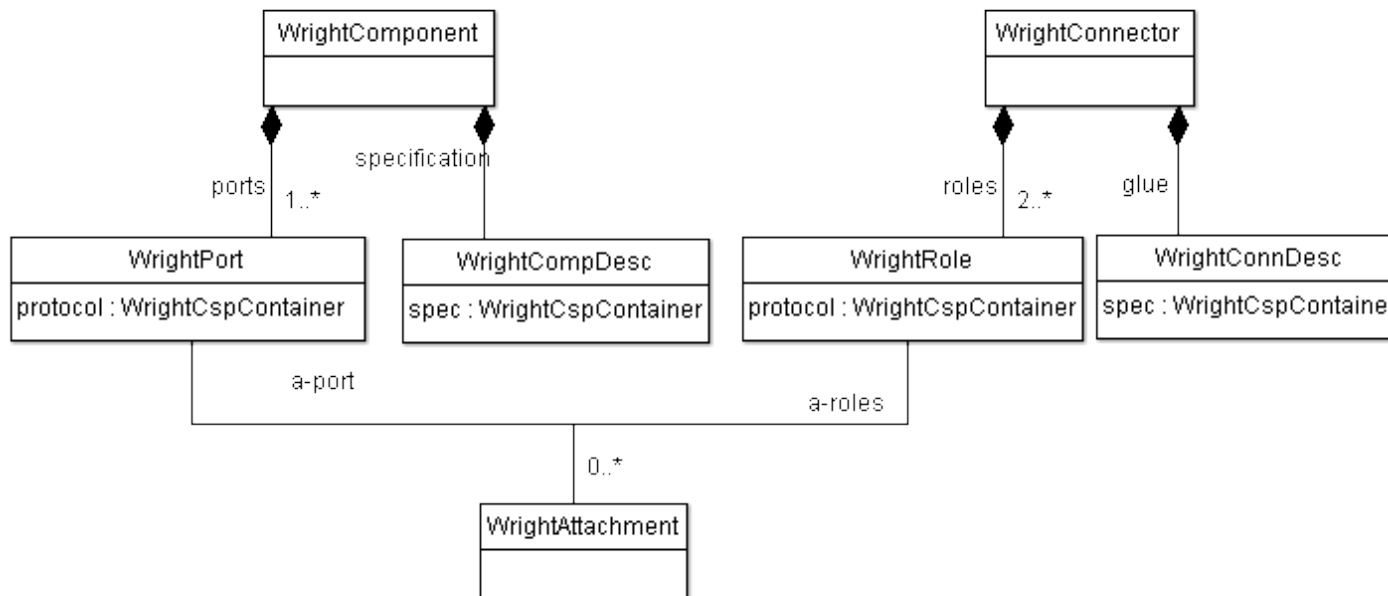 WrightComponent
WrightConnector
specification
ports
1..*
roles
2..*
glue
WrightPort
protocol : WrightCspContainer
WrightCompDesc
spec : WrightCspContainer
WrightRole
protocol : WrightCspContainer
WrightConnDesc
spec : WrightCspContaine
a-port
a-roles
0..*
WrightAttachment